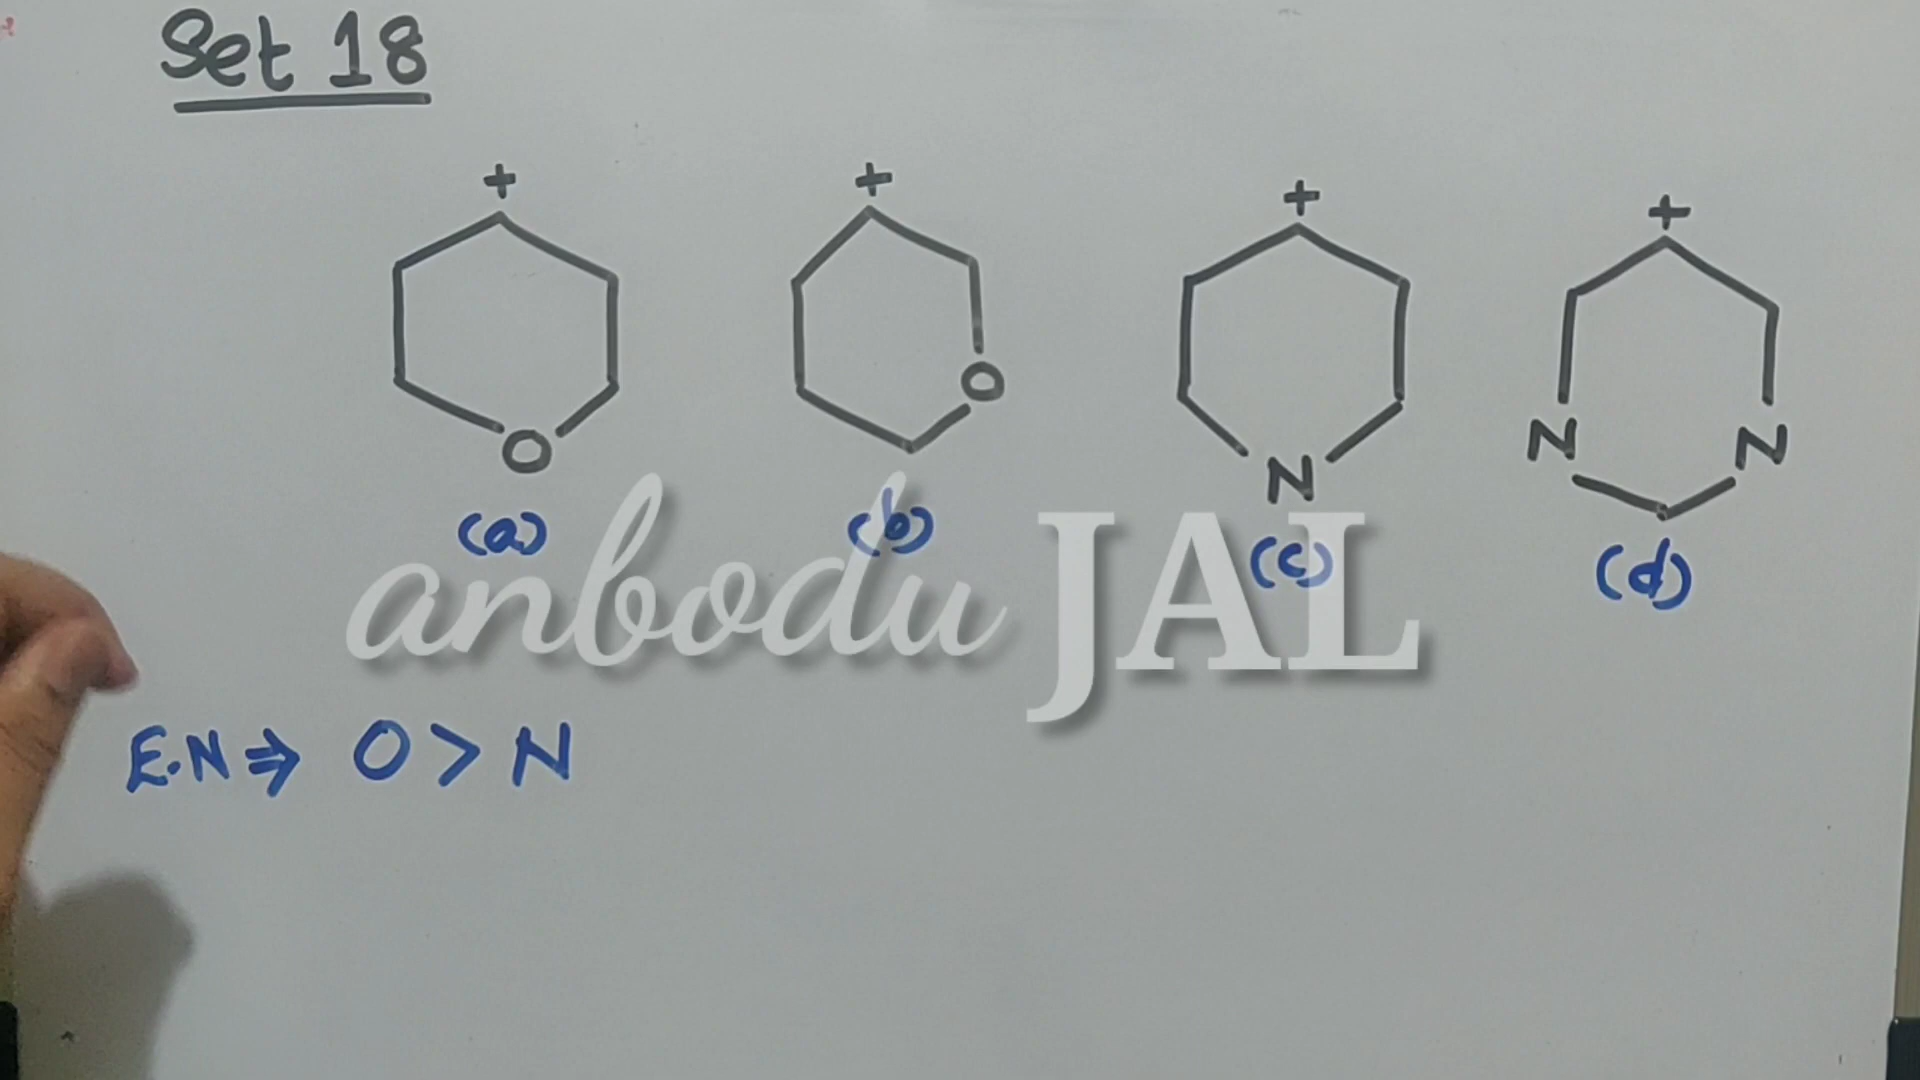 Set 18
+ + + +
O O N N N
(a) (b) (c) (d)
anbodu JAL
E.N ⇒ O > N